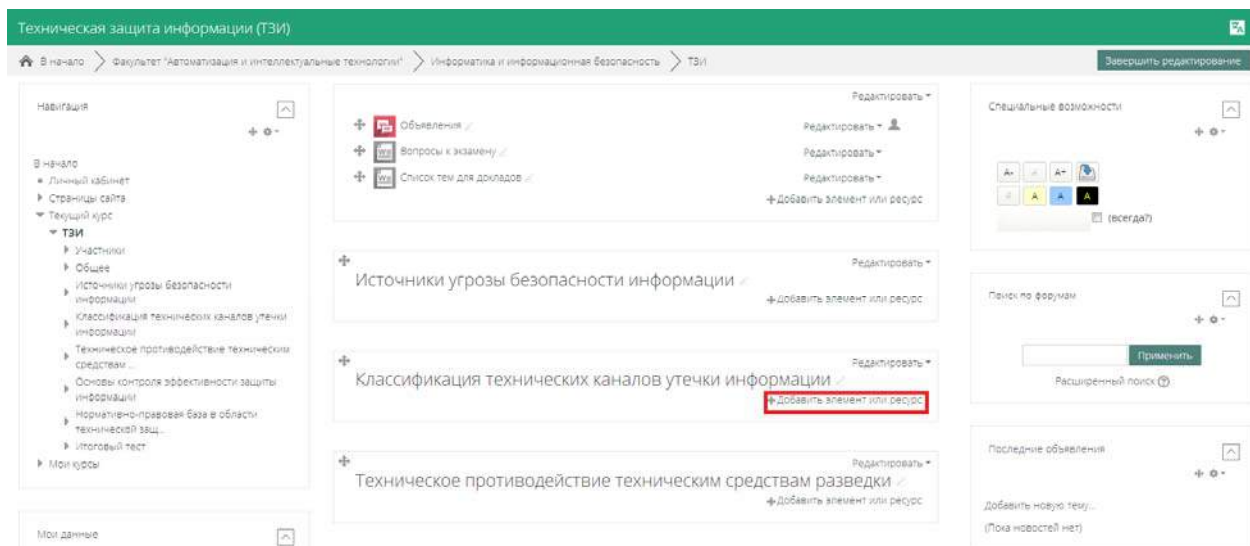 Техническая защита информации (ТЗИ)
В начало
Факультет "Автоматизация и интеллектуальные технологии"
Информатика и информационная безопасность
ТЗИ
Завершить редактирование
Навигация
В начало
Личный кабинет
Страницы сайта
Текущий курс
ТЗИ
Участники
Общее
Источники угрозы безопасности
информации
Классификация технических каналов утечки
информации
Техническое противодействие техническим
средствам ...
Основы контроля эффективности защиты
информации
Нормативно-правовая база в области
технической защ...
Итоговый тест
Мои курсы
Мои данные
Редактировать
Объявления
Редактировать
Вопросы к экзамену
Редактировать
Список тем для докладов
Редактировать
+Добавить элемент или ресурс
Редактировать
Источники угрозы безопасности информации
+Добавить элемент или ресурс
Редактировать
Классификация технических каналов утечки информации
+Добавить элемент или ресурс
Редактировать
Техническое противодействие техническим средствам разведки
+Добавить элемент или ресурс
Специальные возможности
A- A A+
A A A A
(всегда?)
Поиск по форумам
Применить
Расширенный поиск
Последние объявления
Добавить новую тему...
(Пока новостей нет)